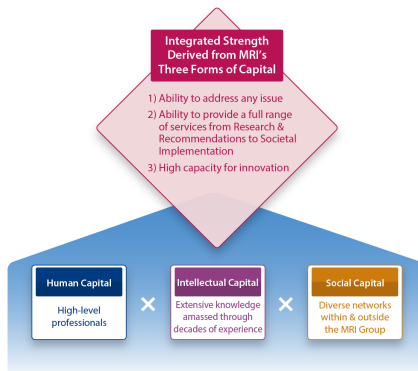 Integrated Strength
Derived from MRI's
Three Forms of Capital
1) Ability to address any issue
2) Ability to provide a full range
of services from Research &
Recommendations to Societal
Implementation
3) High capacity for innovation
Human Capital
High-level
professionals
×
Intellectual Capital
Extensive knowledge
amassed through
decades of experience
×
Social Capital
Diverse networks
within & outside
the MRI Group